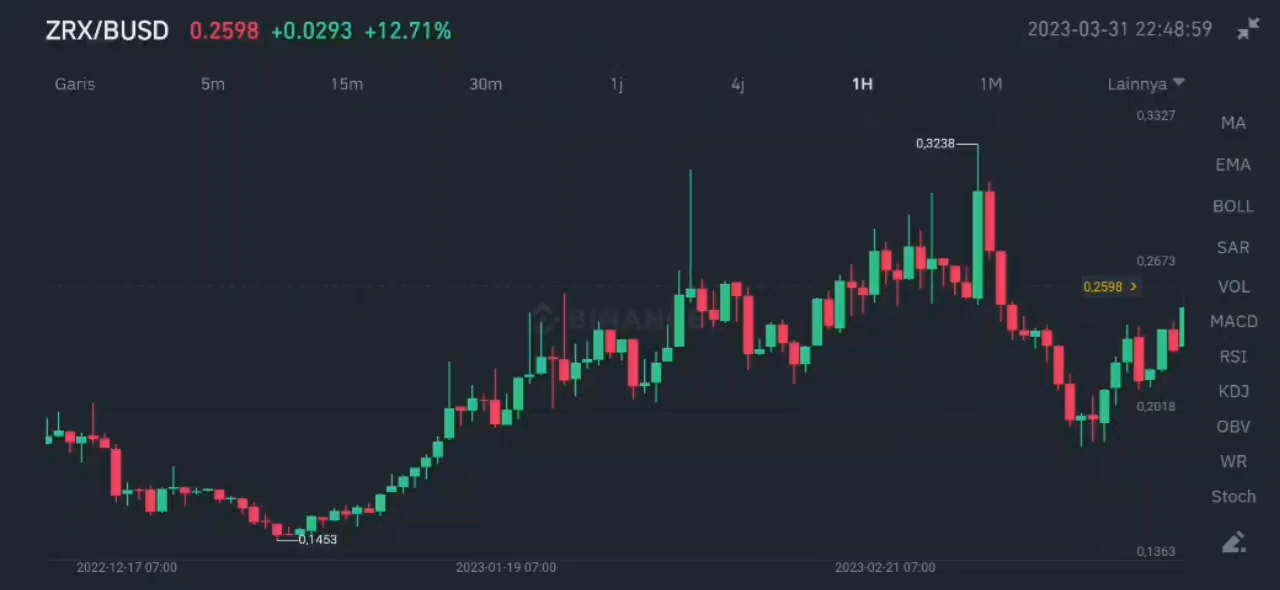 ZRX/BUSD 0.2598 +0.0293 +12.71% 2023-03-31 22:48:59
Garis 5m 15m 30m 1j 4j 1H 1M Lainnya
0,3327
MA
0,3238
EMA
BOLL
SAR
0,2673
0.2598 VOL
BINANCE
MACD
RSI
KDJ
0,2018
OBV
WR
Stoch
0,1453
0,1363
2022-12-17 07:00 2023-01-19 07:00 2023-02-21 07:00